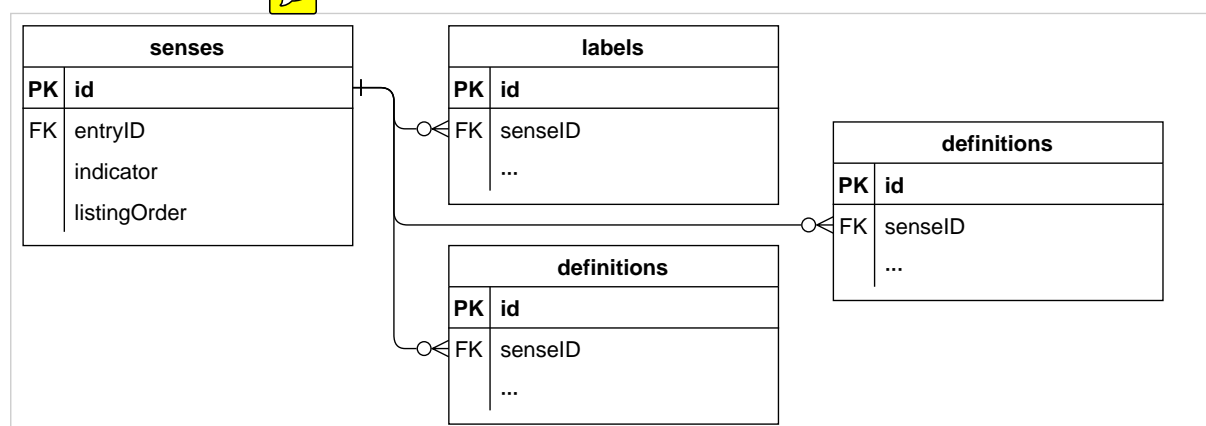 senses
PK id
FK entryID
indicator
listingOrder
labels
PK id
FK senseID
...
definitions
PK id
FK senseID
...
definitions
PK id
FK senseID
...